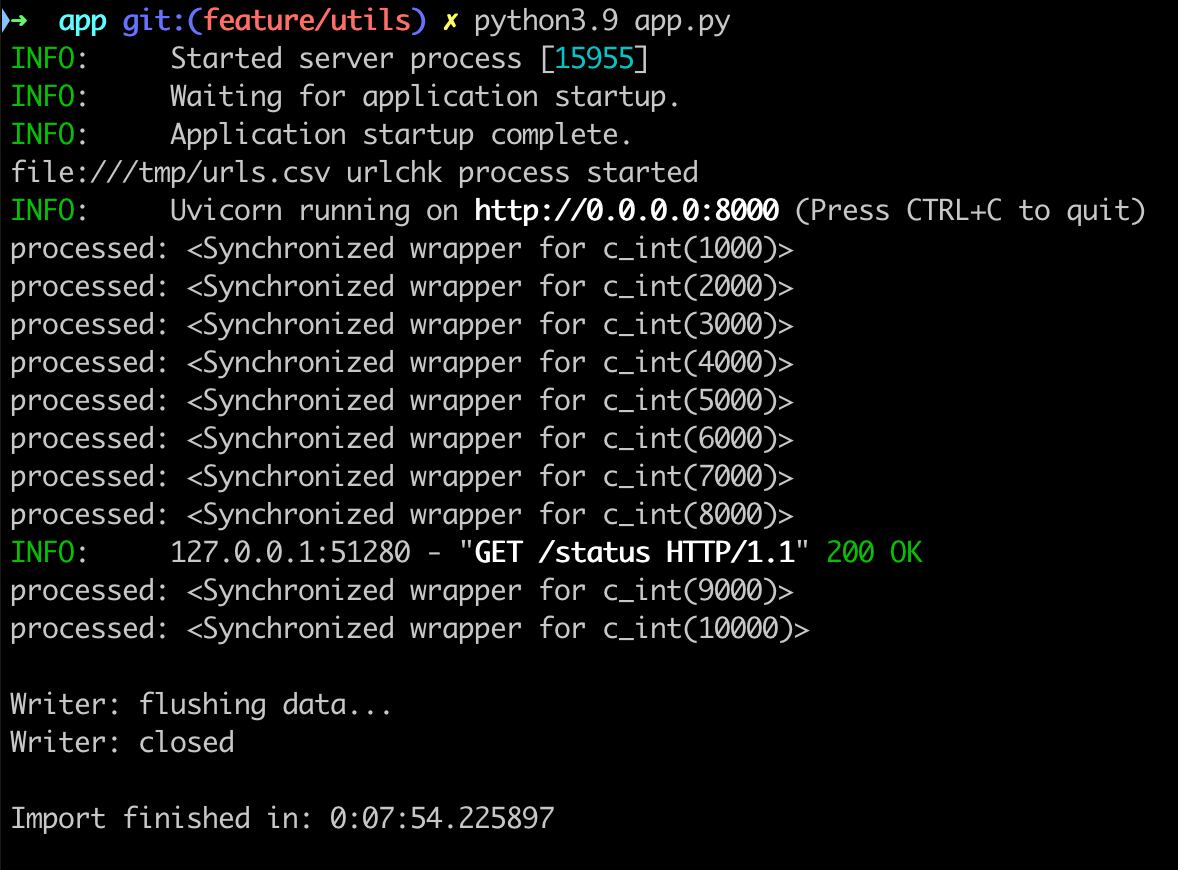 ➜  app git:(feature/utils) ✗ python3.9 app.py
INFO:     Started server process [15955]
INFO:     Waiting for application startup.
INFO:     Application startup complete.
file:///tmp/urls.csv urlchk process started
INFO:     Uvicorn running on http://0.0.0.0:8000 (Press CTRL+C to quit)
processed: <Synchronized wrapper for c_int(1000)>
processed: <Synchronized wrapper for c_int(2000)>
processed: <Synchronized wrapper for c_int(3000)>
processed: <Synchronized wrapper for c_int(4000)>
processed: <Synchronized wrapper for c_int(5000)>
processed: <Synchronized wrapper for c_int(6000)>
processed: <Synchronized wrapper for c_int(7000)>
processed: <Synchronized wrapper for c_int(8000)>
INFO:     127.0.0.1:51280 - "GET /status HTTP/1.1" 200 OK
processed: <Synchronized wrapper for c_int(9000)>
processed: <Synchronized wrapper for c_int(10000)>

Writer: flushing data...
Writer: closed

Import finished in: 0:07:54.225897